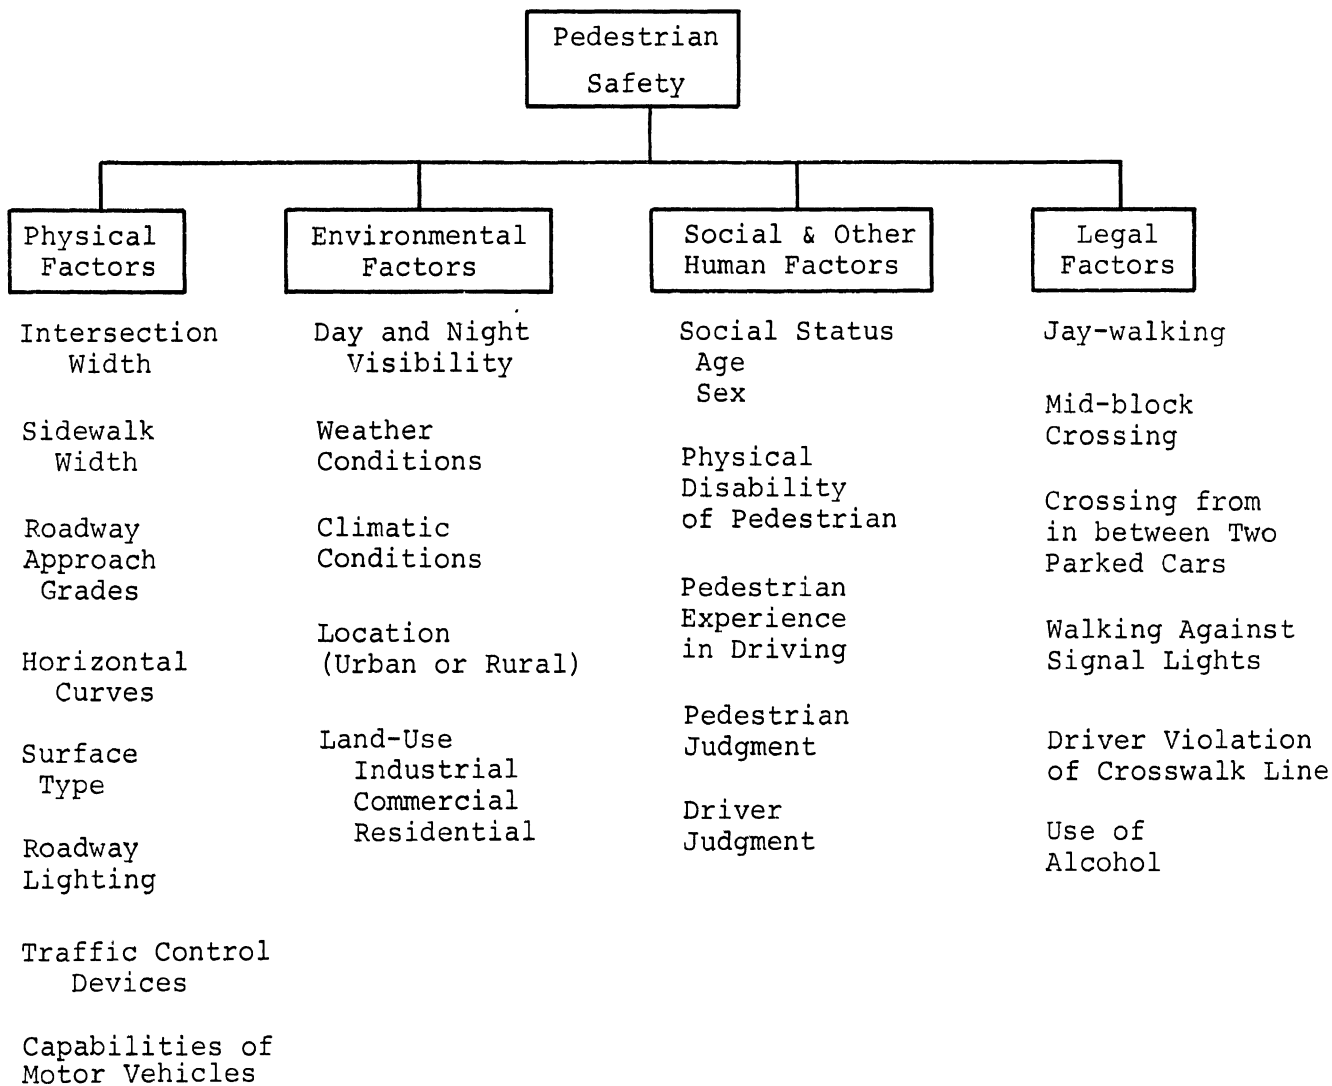 Pedestrian
Safety
Physical
Factors
Intersection
Width
Sidewalk
Width
Roadway
Approach
Grades
Horizontal
Curves
Surface
Type
Roadway
Lighting
Traffic Control
Devices
Capabilities of
Motor Vehicles
Environmental
Factors
Day and Night
Visibility
Weather
Conditions
Climatic
Conditions
Location
(Urban or Rural)
Land-Use
Industrial
Commercial
Residential
Social & Other
Human Factors
Social Status
Age
Sex
Physical
Disability
of Pedestrian
Pedestrian
Experience
in Driving
Pedestrian
Judgment
Driver
Judgment
Legal
Factors
Jay-walking
Mid-block
Crossing
Crossing from
in between Two
Parked Cars
Walking Against
Signal Lights
Driver Violation
of Crosswalk Line
Use of
Alcohol